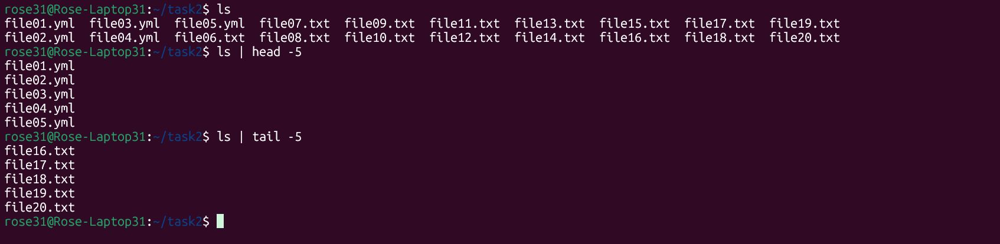 rose31@Rose-Laptop31:~/task2$ ls
file01.yml  file03.yml  file05.yml  file07.txt  file09.txt  file11.txt  file13.txt  file15.txt  file17.txt  file19.txt
file02.yml  file04.yml  file06.txt  file08.txt  file10.txt  file12.txt  file14.txt  file16.txt  file18.txt  file20.txt
rose31@Rose-Laptop31:~/task2$ ls | head -5
file01.yml
file02.yml
file03.yml
file04.yml
file05.yml
rose31@Rose-Laptop31:~/task2$ ls | tail -5
file16.txt
file17.txt
file18.txt
file19.txt
file20.txt
rose31@Rose-Laptop31:~/task2$